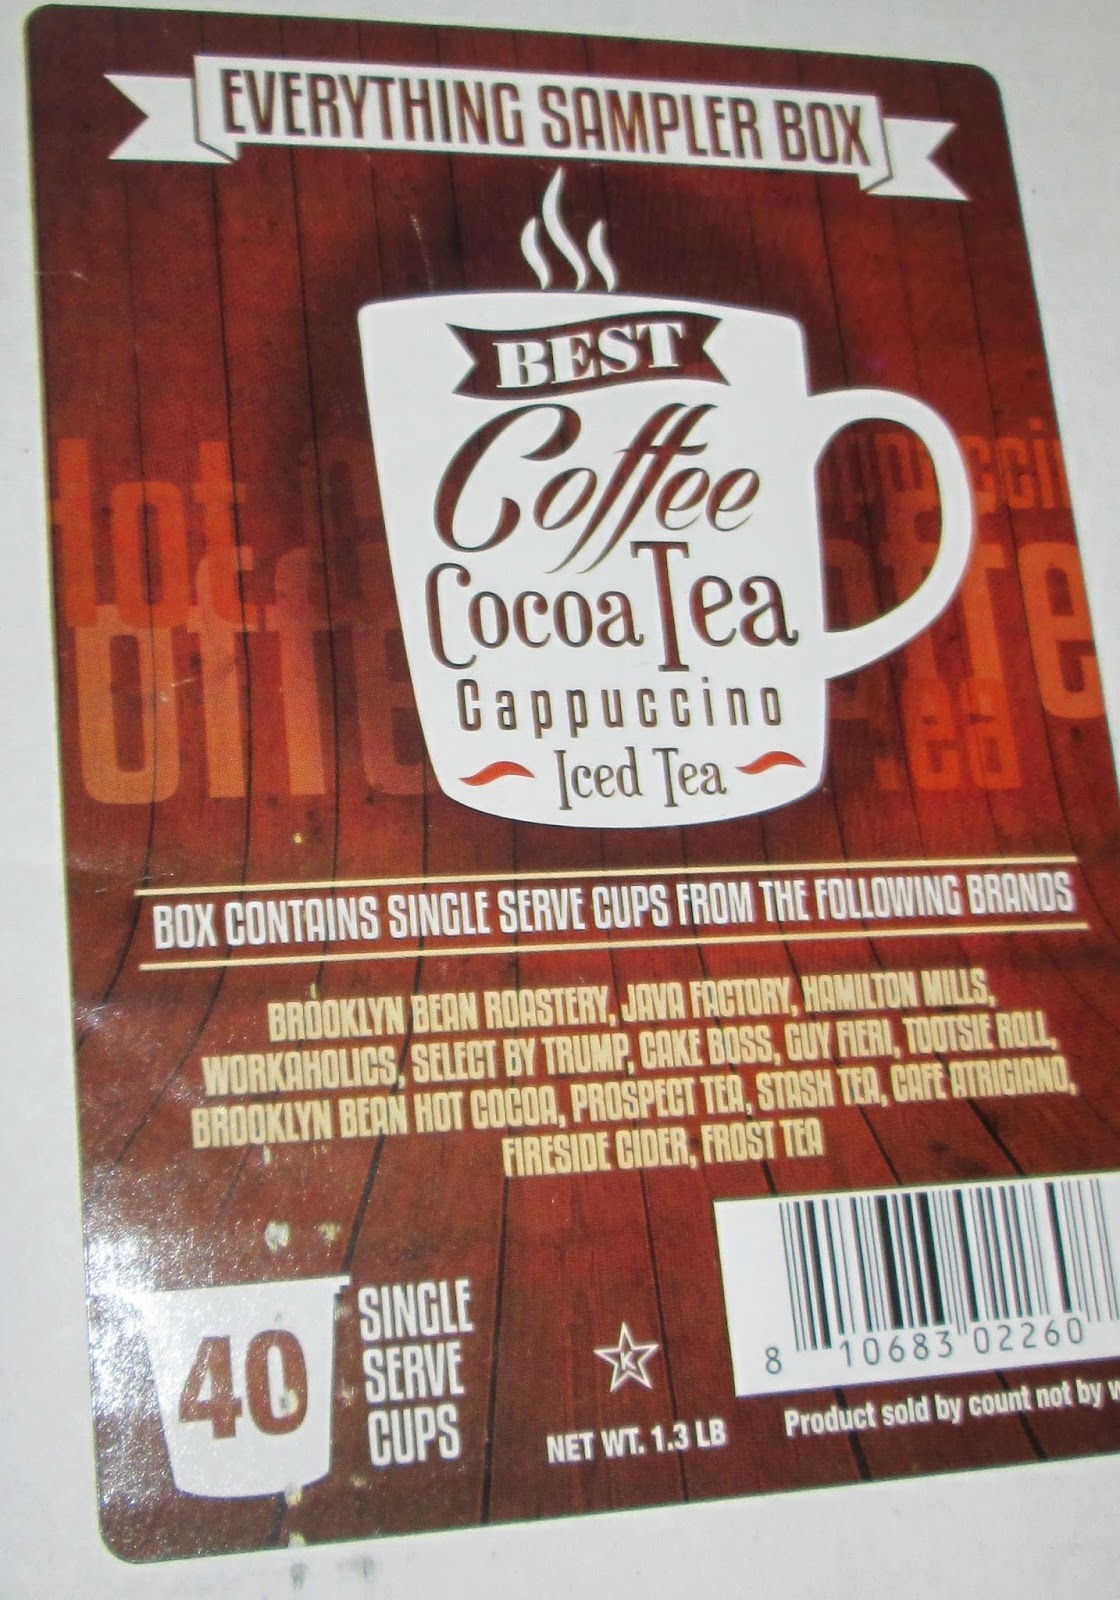 EVERYTHING SAMPLER BOX
BEST
Coffee
Cocoa Tea
Cappuccino
Iced Tea
BOX CONTAINS SINGLE SERVE CUPS FROM THE FOLLOWING BRANDS
BROOKLYN BEAN ROASTERY, JAVA FACTORY, HAMILTON MILLS,
WORKAHOLICS, SELECT BY TRUMP, CAKE BOSS, GUY FIERI, TOOTSIE ROLL,
BROOKLYN BEAN HOT COCOA, PROSPECT TEA, STASH TEA, CAFE ATRIGIANO,
FIRESIDE CIDER, FROST TEA
40
SINGLE
SERVE
CUPS
K
NET WT. 1.3 LB
8 10683 02260
Product sold by count not by